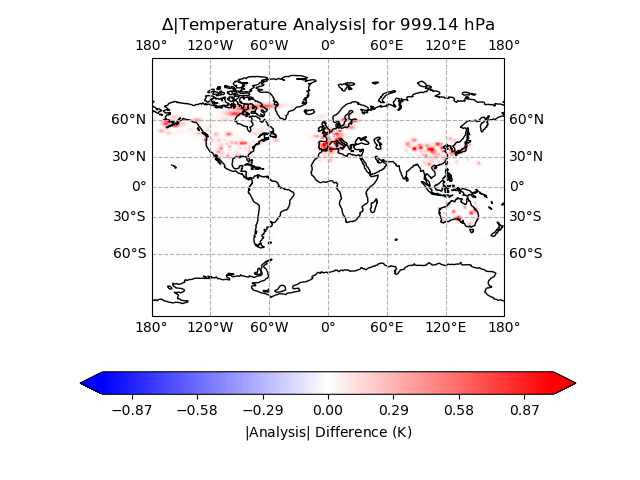 Δ|Temperature Analysis| for 999.14 hPa
180° 120°W 60°W 0° 60°E 120°E 180°
60°N 60°N
30°N 30°N
0° 0°
30°S 30°S
60°S 60°S
180° 120°W 60°W 0° 60°E 120°E 180°
−0.87 −0.58 −0.29 0.00 0.29 0.58 0.87
|Analysis| Difference (K)